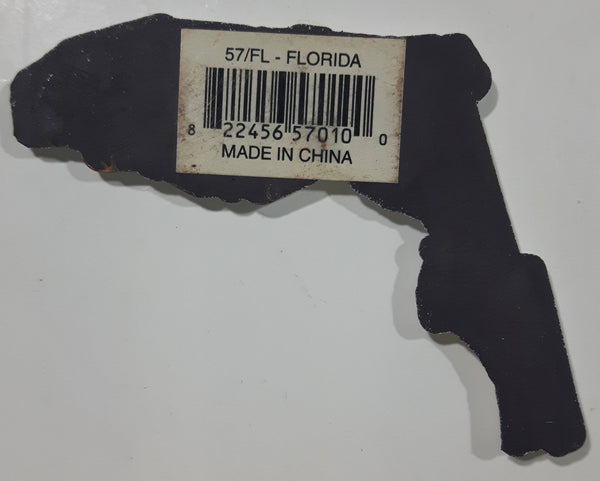 57/FL - FLORIDA
8 22456 57010 0
MADE IN CHINA